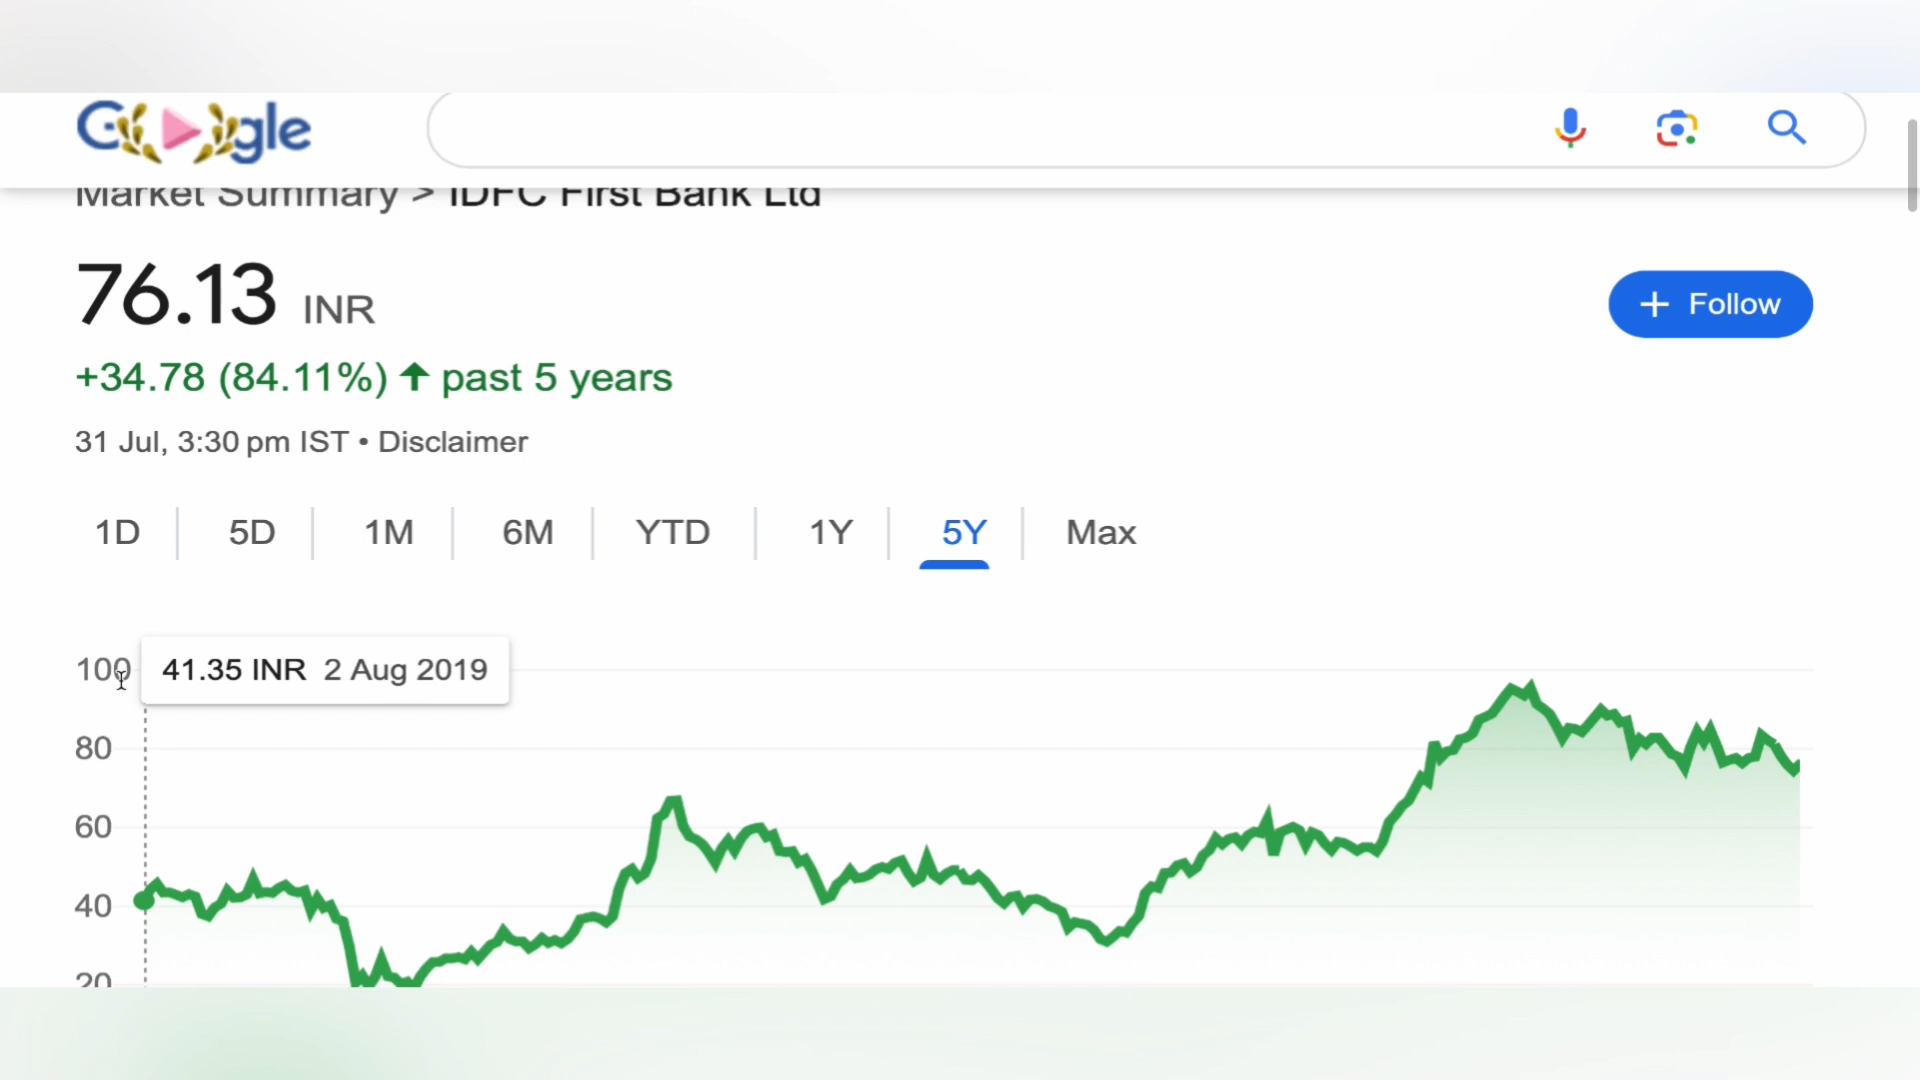 Google
Market Summary > IDFC First Bank Ltd
76.13 INR
+ Follow
+34.78 (84.11%) ↑ past 5 years
31 Jul, 3:30 pm IST • Disclaimer
1D 5D 1M 6M YTD 1Y 5Y Max
100
41.35 INR 2 Aug 2019
80
60
40
20